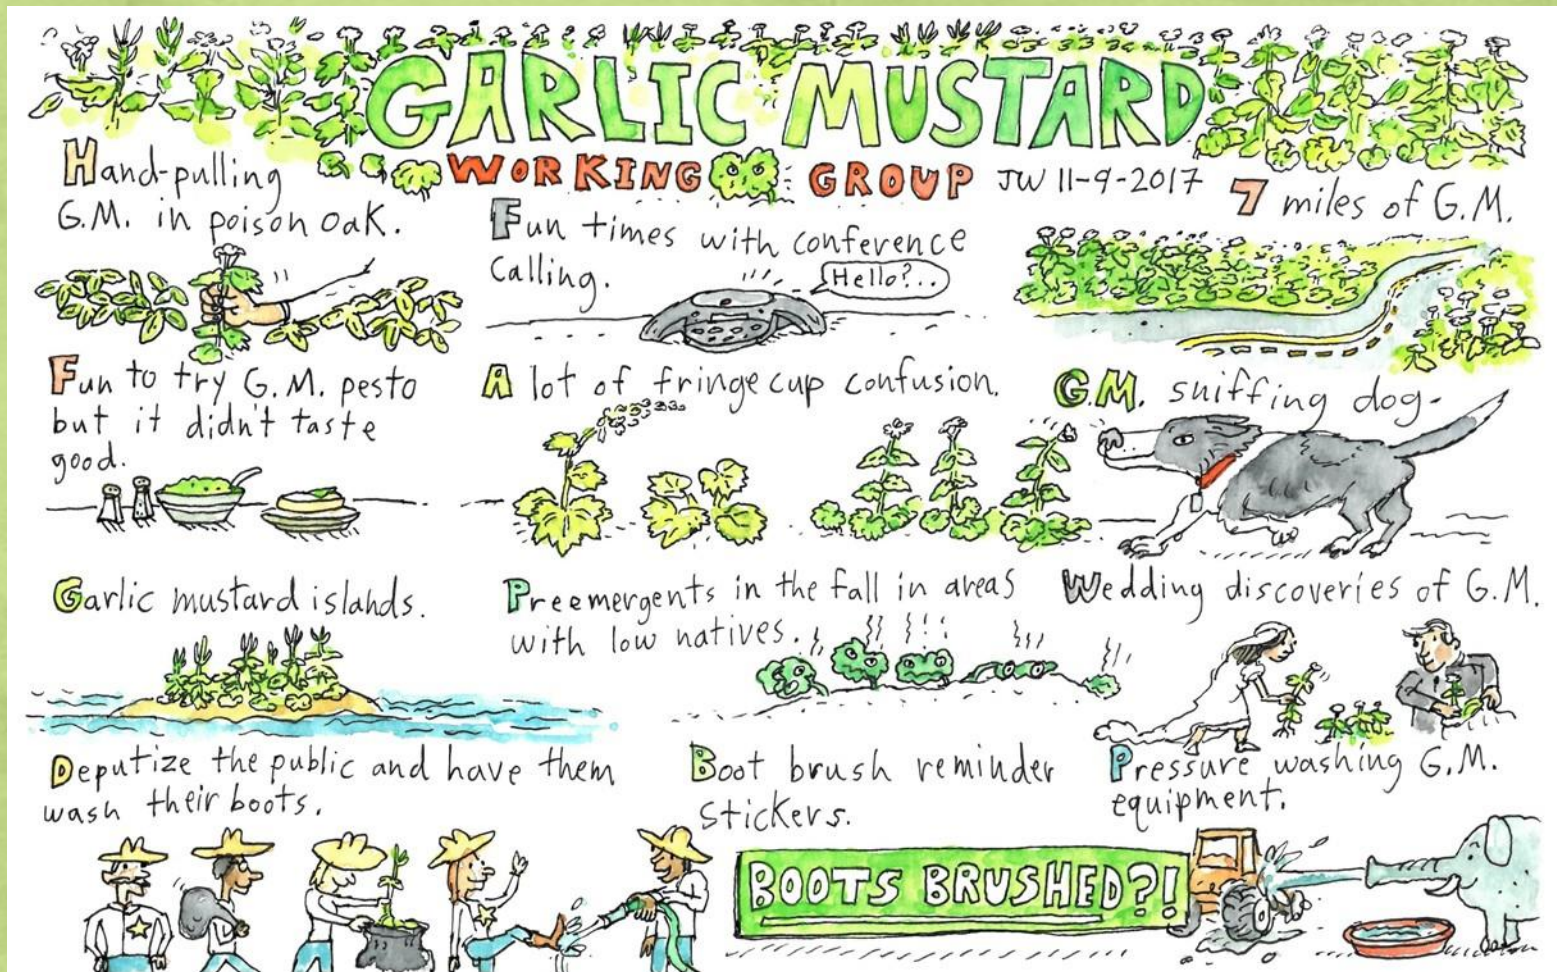 GARLIC MUSTARD
WORKING GROUP JW 11-9-2017
Hand-pulling
G.M. in poison oak.
Fun times with conference
Calling.
Hello?..
7 miles of G.M.
Fun to try G.M. pesto
but it didn't taste
good.
A lot of fringe cup confusion.
G.M. sniffing dog.
Garlic mustard islands.
Preemergents in the fall in areas
with low natives.
Wedding discoveries of G.M.
Deputize the public and have them
wash their boots.
Boot brush reminder
Stickers.
BOOTS BRUSHED?!
Pressure washing G.M.
equipment.